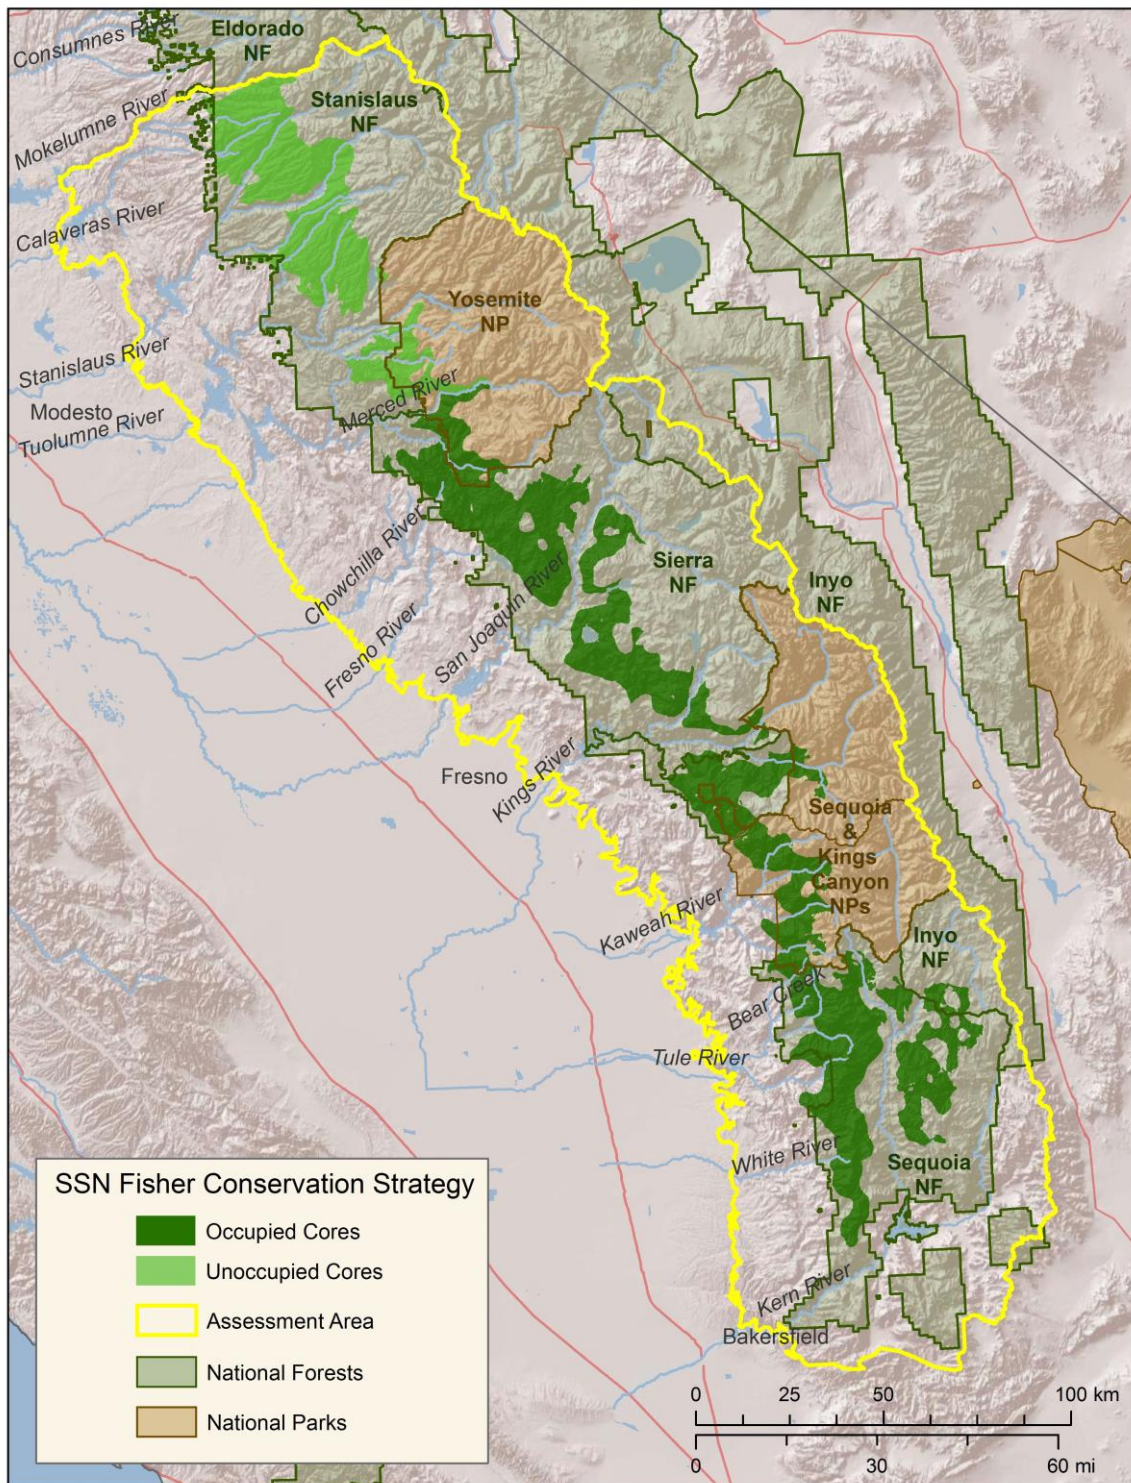 Consumnes River
Eldorado
NF
Mokelumne River
Stanislaus
NF
Calaveras River
Yosemite
NP
Stanislaus River
Merced River
Modesto
Tuolumne River
Chowchilla River
Sierra
NF
Inyo
NF
San Joaquin River
Fresno River
Fresno
Kings River
Sequoia
&
Kings
Canyon
NPs
Kaweah River
Inyo
NF
Bear Creek
Tule River
White River
Sequoia
NF
Kern River
Bakersfield
SSN Fisher Conservation Strategy
Occupied Cores
Unoccupied Cores
Assessment Area
National Forests
National Parks
0 25 50 100 km
0 30 60 mi